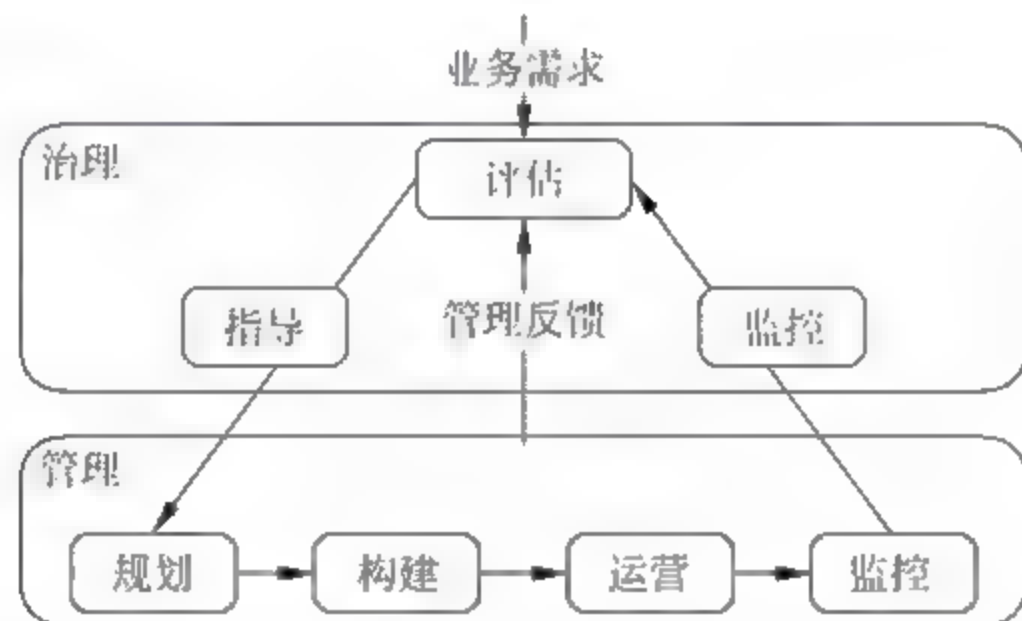 业务需求
治理
评估
指导
管理反馈
监控
管理
规划
构建
运营
监控